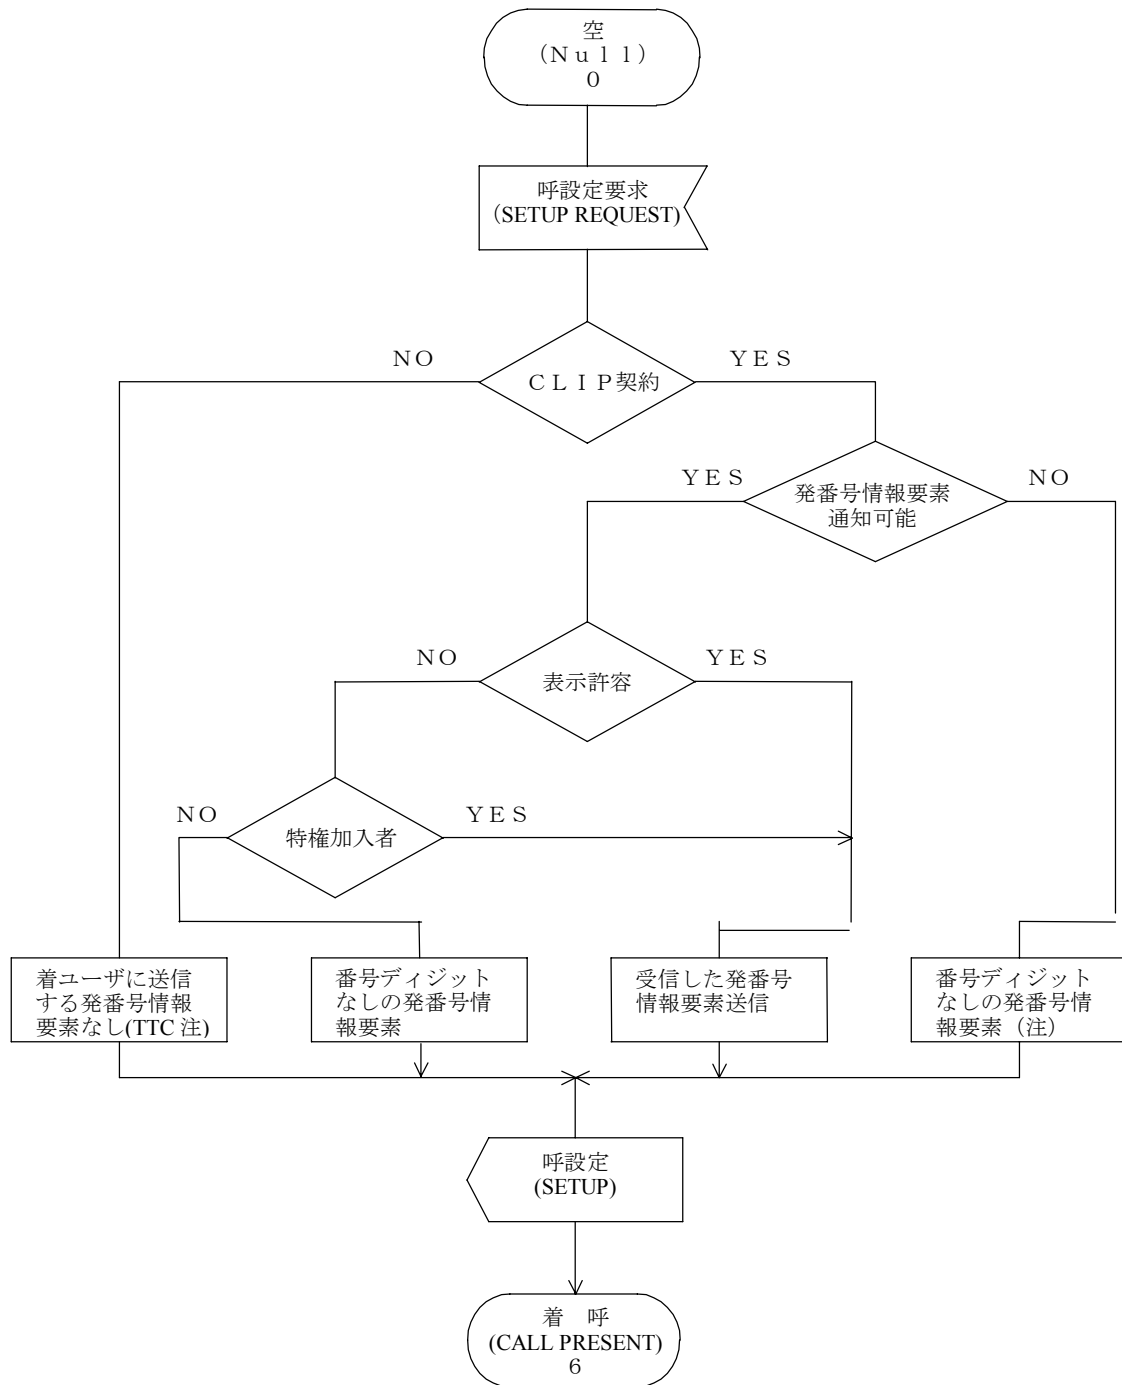 空
(Ｎｕｌｌ)
０
呼設定要求
(SETUP REQUEST)
ＮＯ
ＹＥＳ
ＣＬＩＰ契約
ＹＥＳ
ＮＯ
発番号情報要素
通知可能
ＮＯ
ＹＥＳ
表示許容
ＮＯ
ＹＥＳ
特権加入者
着ユーザに送信
する発番号情報
要素なし(TTC 注)
番号ディジット
なしの発番号情
報要素
受信した発番号
情報要素送信
番号ディジット
なしの発番号情
報要素（注）
呼設定
(SETUP)
着　呼
(CALL PRESENT)
６